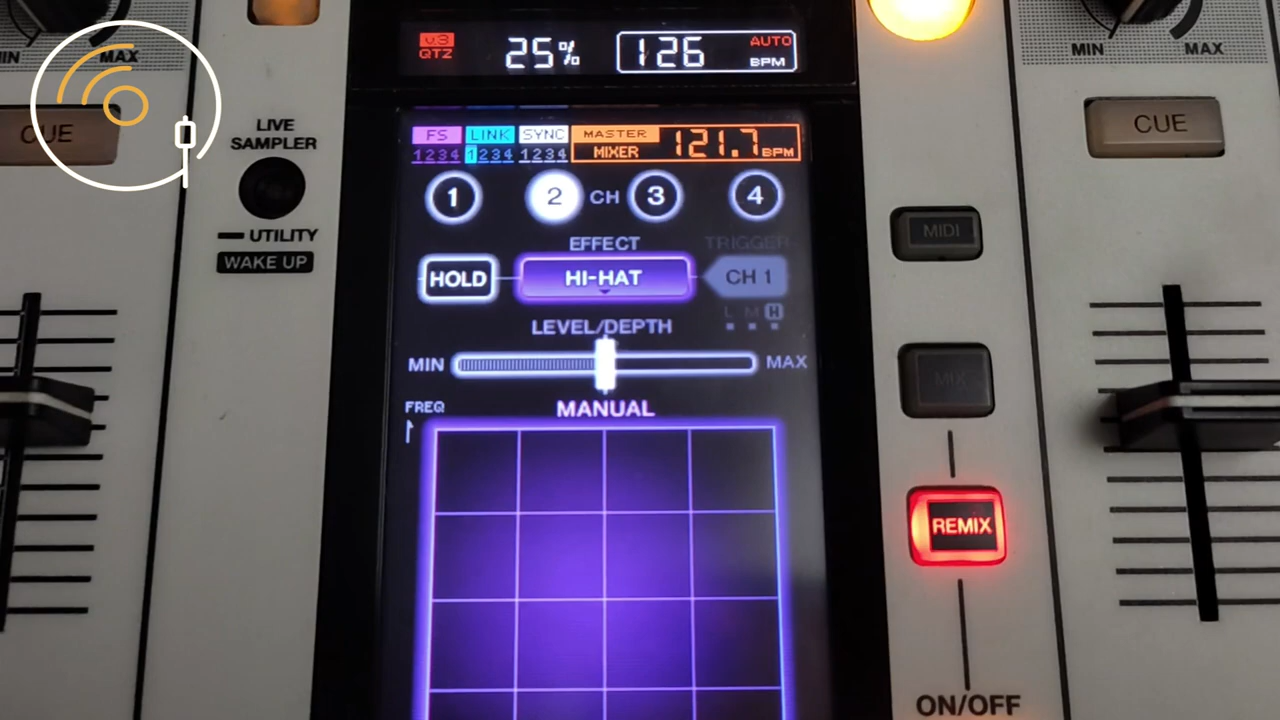 MIN
MAX
CUE
LIVE
SAMPLER
UTILITY
WAKE UP
QTZ
25%
126
AUTO
BPM
FS
LINK
SYNC
MASTER
1234
1234
1234
MIXER
121.7 BPM
1
2
CH
3
4
EFFECT
TRIGGER
HOLD
HI-HAT
CH 1
L M H
LEVEL/DEPTH
MIN
MAX
FREQ
MANUAL
MIN
MAX
CUE
MIDI
MIX
REMIX
ON/OFF